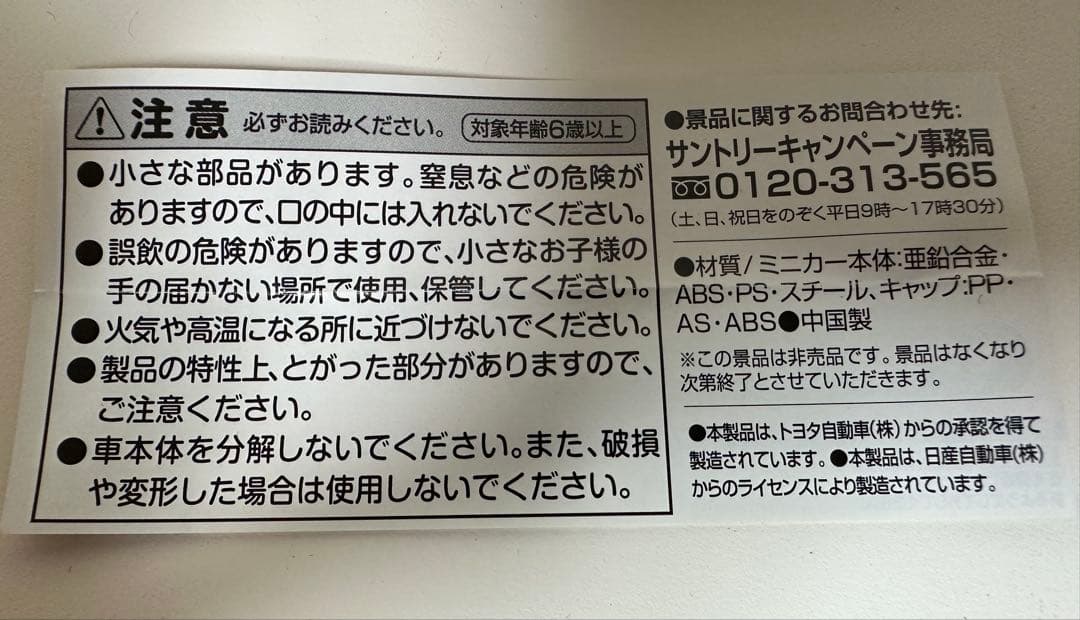 注意 必ずお読みください。 対象年齢6歳以上
●小さな部品があります。窒息などの危険が
ありますので、口の中には入れないでください。
●誤飲の危険がありますので、小さなお子様の
手の届かない場所で使用、保管してください。
●火気や高温になる所に近づけないでください。
●製品の特性上、とがった部分がありますので、
ご注意ください。
●車本体を分解しないでください。また、破損
や変形した場合は使用しないでください。
●景品に関するお問合わせ先:
サントリーキャンペーン事務局
0120-313-565
(土、日、祝日をのぞく平日9時〜17時30分)
●材質/ミニカー本体:亜鉛合金・
ABS・PS・スチール、キャップ:PP・
AS・ABS●中国製
※この景品は非売品です。景品はなくなり
次第終了とさせていただきます。
●本製品は、トヨタ自動車(株)からの承認を得て
製造されています。●本製品は、日産自動車(株)
からのライセンスにより製造されています。